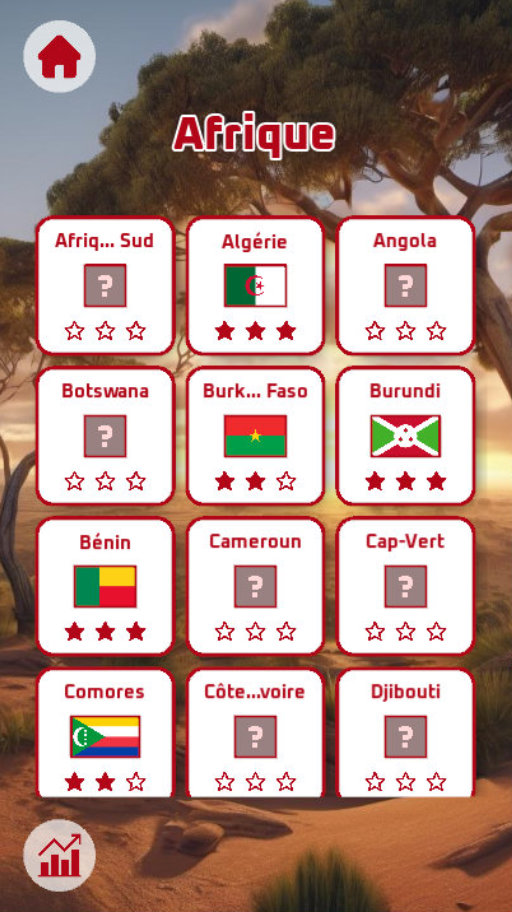 Afrique
Afriq... Sud
Algérie
Angola
?
?
Botswana
Burk... Faso
Burundi
?
Bénin
Cameroun
Cap-Vert
?
?
Comores
Côte...voire
Djibouti
?
?